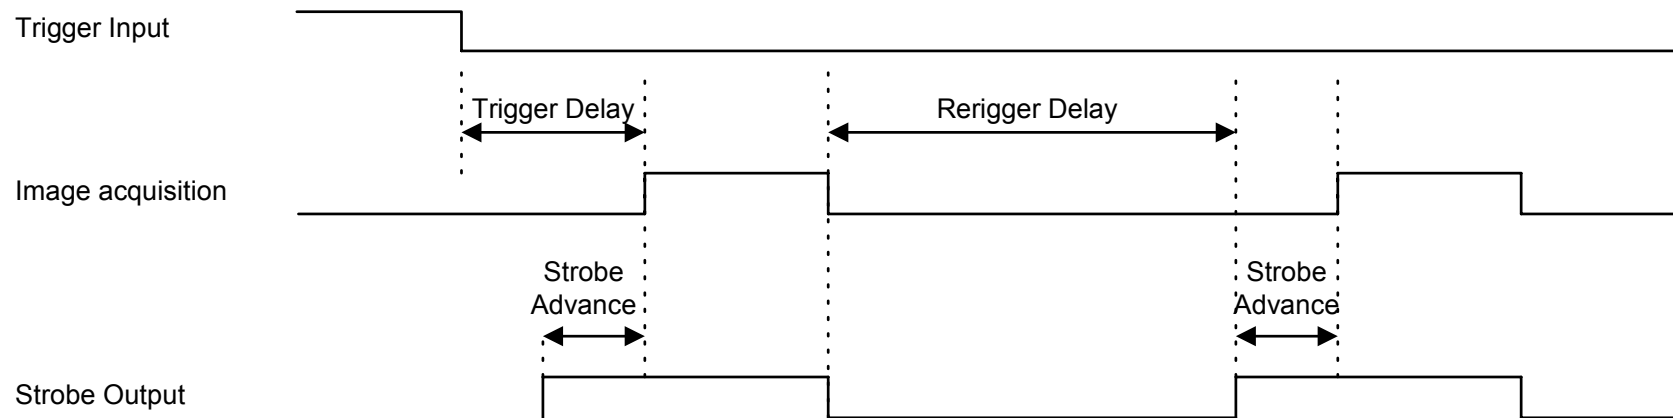 Trigger Input
Trigger Delay
Rerigger Delay
Image acquisition
Strobe
Advance
Strobe
Advance
Strobe Output